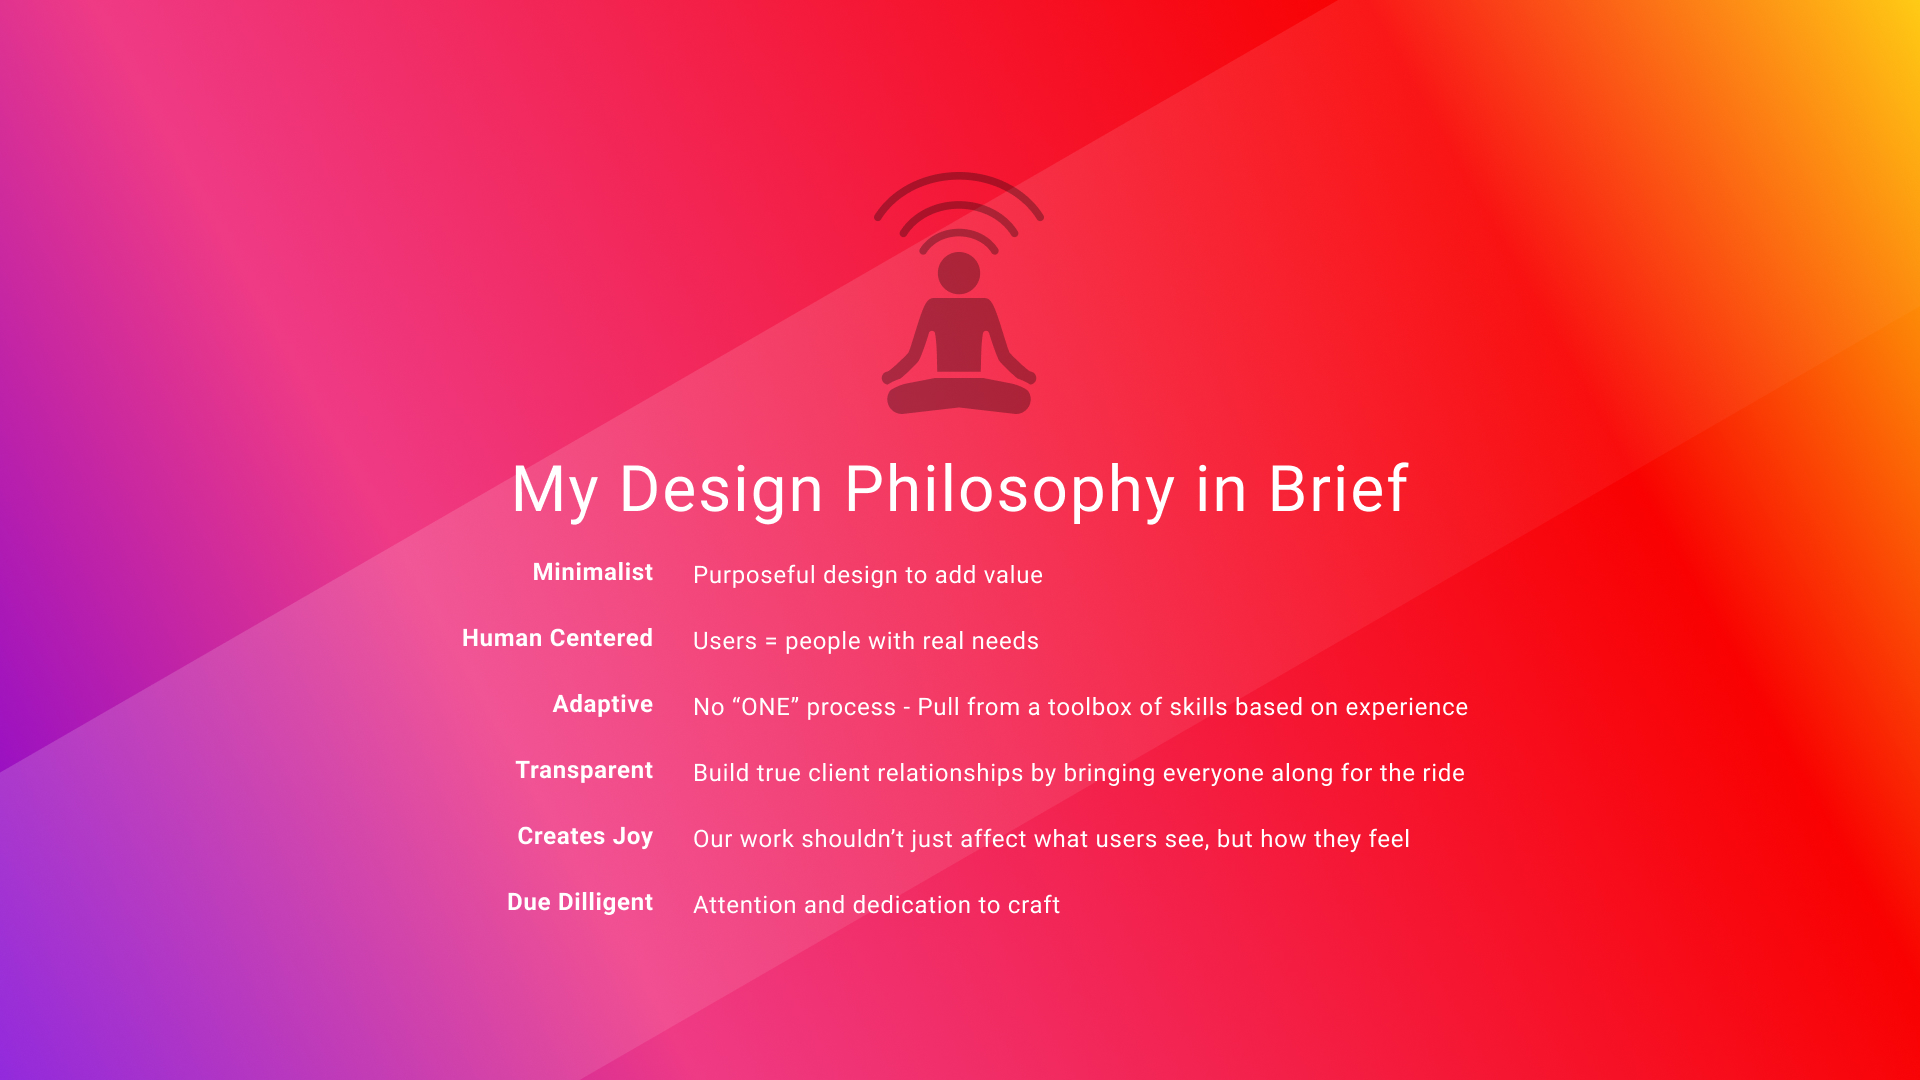 My Design Philosophy in Brief
Minimalist Purposeful design to add value
Human Centered Users = people with real needs
Adaptive No “ONE” process - Pull from a toolbox of skills based on experience
Transparent Build true client relationships by bringing everyone along for the ride
Creates Joy Our work shouldn’t just affect what users see, but how they feel
Due Dilligent Attention and dedication to craft